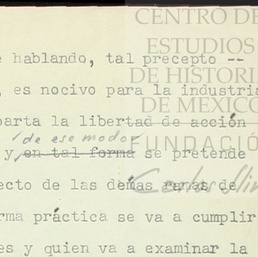 CENTRO DE
ESTUDIOS
hablando, tal precepto --
DE HISTORIA
, es nocivo para la industria
DE MÉXICO
parta la libertad de acción
de ese modo
FUNDACIÓN
y en tal forma se pretende
ecto de las demás ramas de
Carlos Slim
rma práctica se va a cumplir
es y quien va a examinar la